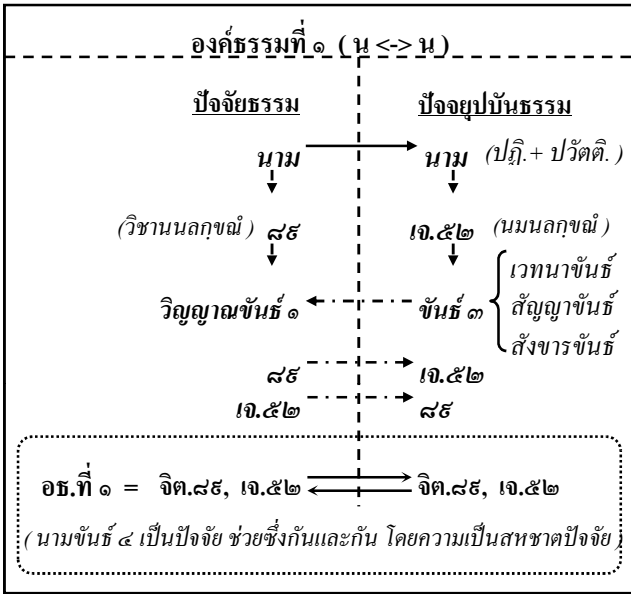 องค์ธรรมที่ ๑ ( น <-> น )
ปัจจัยธรรม ปัจจยุปบันธรรม
นาม นาม (ปฏิ.+ ปวัตติ. )
(วิชานนลกฺขณํ ) ๘๙ เจ.๕๒ (นมนลกฺขณํ )
เวทนาขันธ์
วิญญาณขันธ์ ๑ ขันธ์ ๓ สัญญาขันธ์
สังขารขันธ์
๘๙ เจ.๕๒
เจ.๕๒ ๘๙
อธ.ที่ ๑ = จิต.๘๙, เจ.๕๒ จิต.๘๙, เจ.๕๒
( นามขันธ์ ๔ เป็นปัจจัย ช่วยซึ่งกันและกัน โดยความเป็นสหชาตปัจจัย )